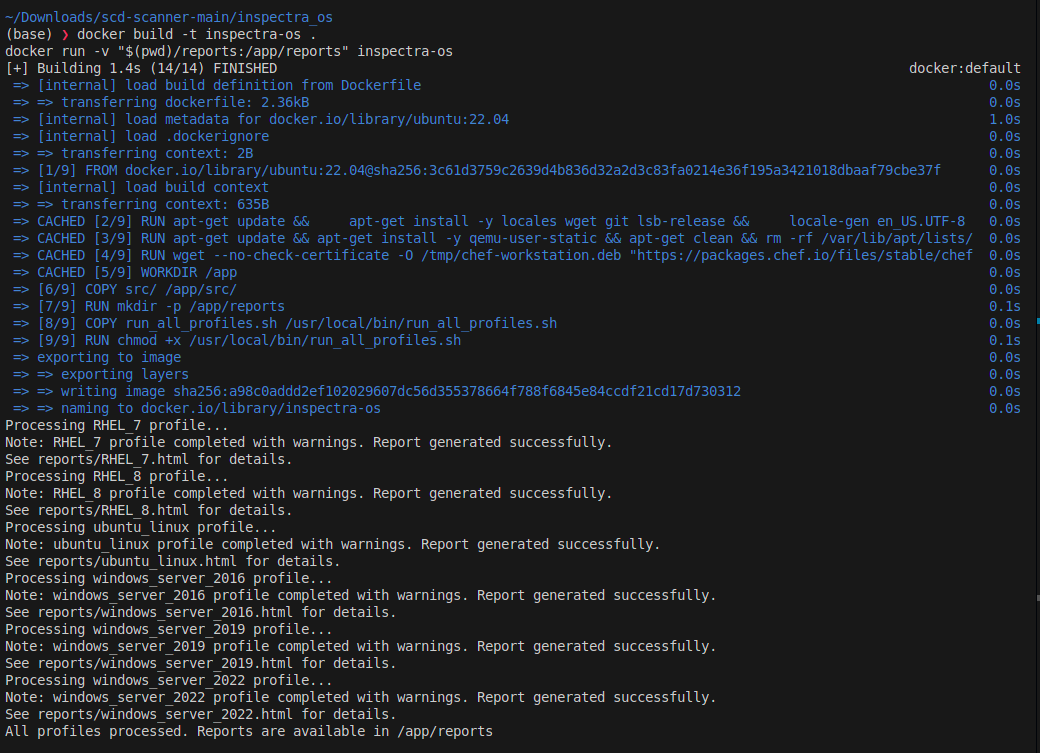 ~/Downloads/scd-scanner-main/inspectra_os
(base) ❯ docker build -t inspectra-os .
docker run -v "$(pwd)/reports:/app/reports" inspectra-os
[+] Building 1.4s (14/14) FINISHED docker:default
=> [internal] load build definition from Dockerfile 0.0s
=> => transferring dockerfile: 2.36kB 0.0s
=> [internal] load metadata for docker.io/library/ubuntu:22.04 1.0s
=> [internal] load .dockerignore 0.0s
=> => transferring context: 2B 0.0s
=> [1/9] FROM docker.io/library/ubuntu:22.04@sha256:3c61d3759c2639d4b836d32a2d3c83fa0214e36f195a3421018dbaaf79cbe37f 0.0s
=> [internal] load build context 0.0s
=> => transferring context: 635B 0.0s
=> CACHED [2/9] RUN apt-get update &&     apt-get install -y locales wget git lsb-release &&     locale-gen en_US.UTF-8 0.0s
=> CACHED [3/9] RUN apt-get update && apt-get install -y qemu-user-static && apt-get clean && rm -rf /var/lib/apt/lists/ 0.0s
=> CACHED [4/9] RUN wget --no-check-certificate -O /tmp/chef-workstation.deb "https://packages.chef.io/files/stable/chef 0.0s
=> CACHED [5/9] WORKDIR /app 0.0s
=> [6/9] COPY src/ /app/src/ 0.0s
=> [7/9] RUN mkdir -p /app/reports 0.1s
=> [8/9] COPY run_all_profiles.sh /usr/local/bin/run_all_profiles.sh 0.0s
=> [9/9] RUN chmod +x /usr/local/bin/run_all_profiles.sh 0.1s
=> exporting to image 0.0s
=> => exporting layers 0.0s
=> => writing image sha256:a98c0addd2ef102029607dc56d355378664f788f6845e84ccdf21cd17d730312 0.0s
=> => naming to docker.io/library/inspectra-os 0.0s
Processing RHEL_7 profile...
Note: RHEL_7 profile completed with warnings. Report generated successfully.
See reports/RHEL_7.html for details.
Processing RHEL_8 profile...
Note: RHEL_8 profile completed with warnings. Report generated successfully.
See reports/RHEL_8.html for details.
Processing ubuntu_linux profile...
Note: ubuntu_linux profile completed with warnings. Report generated successfully.
See reports/ubuntu_linux.html for details.
Processing windows_server_2016 profile...
Note: windows_server_2016 profile completed with warnings. Report generated successfully.
See reports/windows_server_2016.html for details.
Processing windows_server_2019 profile...
Note: windows_server_2019 profile completed with warnings. Report generated successfully.
See reports/windows_server_2019.html for details.
Processing windows_server_2022 profile...
Note: windows_server_2022 profile completed with warnings. Report generated successfully.
See reports/windows_server_2022.html for details.
All profiles processed. Reports are available in /app/reports